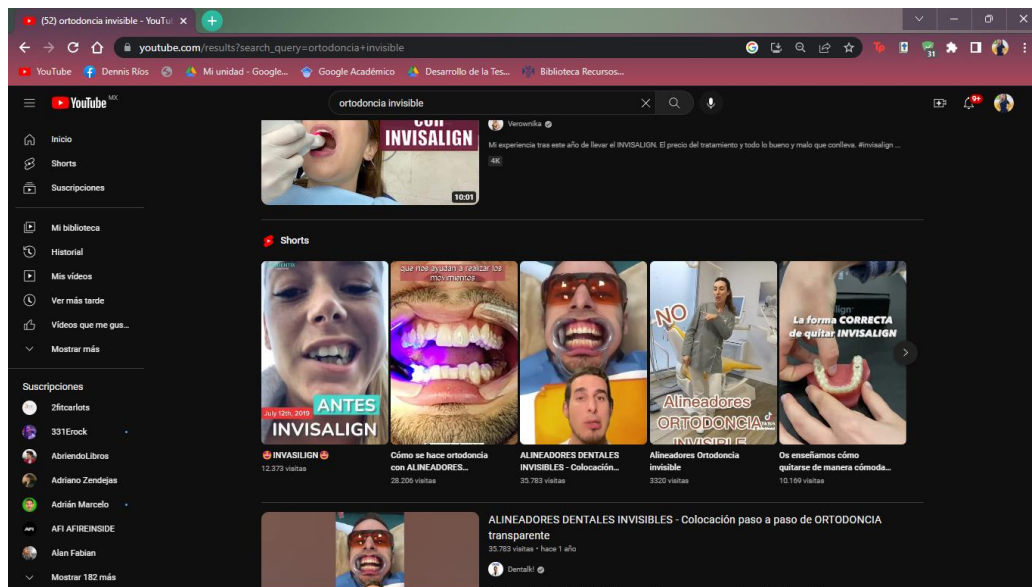 (52) ortodoncia invisible - YouTu
youtube.com/results?search_query=ortodoncia+invisible
YouTube
Dennis Ríos
Mi unidad - Google...
Google Académico
Desarrollo de la Tes...
Biblioteca Recursos...
31
YouTube MX
ortodoncia invisible
9+
Inicio
Shorts
Suscripciones
Mi biblioteca
Historial
Mis vídeos
Ver más tarde
Vídeos que me gus...
Mostrar más
Suscripciones
2fitcarlots
331Erock
AbriendoLibros
Adriano Zendejas
Adrián Marcelo
AFI AFIREINSIDE
Alan Fabian
Mostrar 182 más
CON
INVISALIGN
10:01
Verownika
Mi experiencia tras este año de llevar el INVISALIGN. El precio del tratamiento y todo lo bueno y malo que conlleva. #invisalign ...
4K
Shorts
July 12th, 2019
ANTES
INVISALIGN
INVASILIGN
12.373 visitas
que nos ayudan a realizar los
movimientos
Cómo se hace ortodoncia
con ALINEADORES...
28.206 visitas
ALINEADORES DENTALES
INVISIBLES - Colocación...
35.783 visitas
NO
Alineadores
ORTODONCIA
INVISIBLE
Alineadores Ortodoncia
invisible
3320 visitas
La forma CORRECTA
de quitar INVISALIGN
Os enseñamos cómo
quitarse de manera cómoda...
10.169 visitas
ALINEADORES DENTALES INVISIBLES - Colocación paso a paso de ORTODONCIA
transparente
35.783 visitas • hace 1 año
Dentalk!